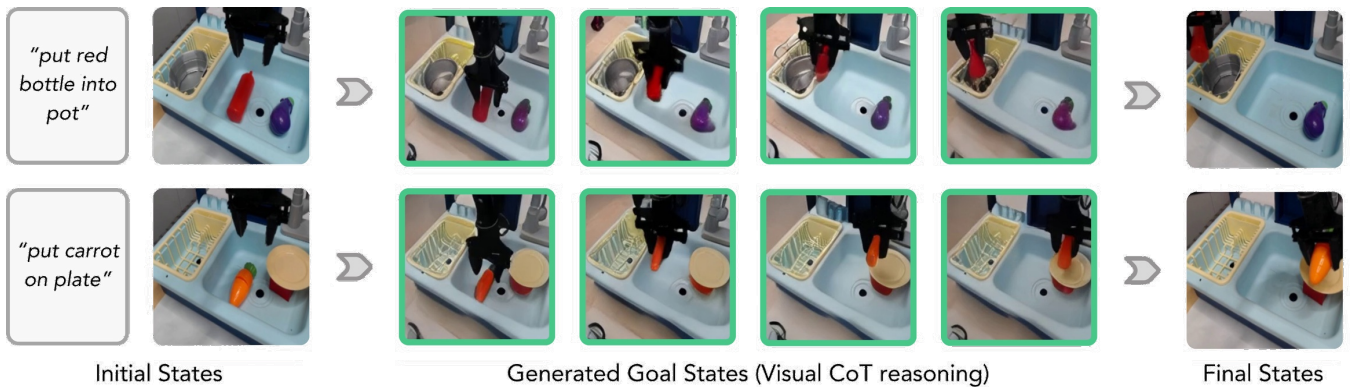 “put red
bottle into
pot”
“put carrot
on plate”
Initial States
Generated Goal States (Visual CoT reasoning)
Final States